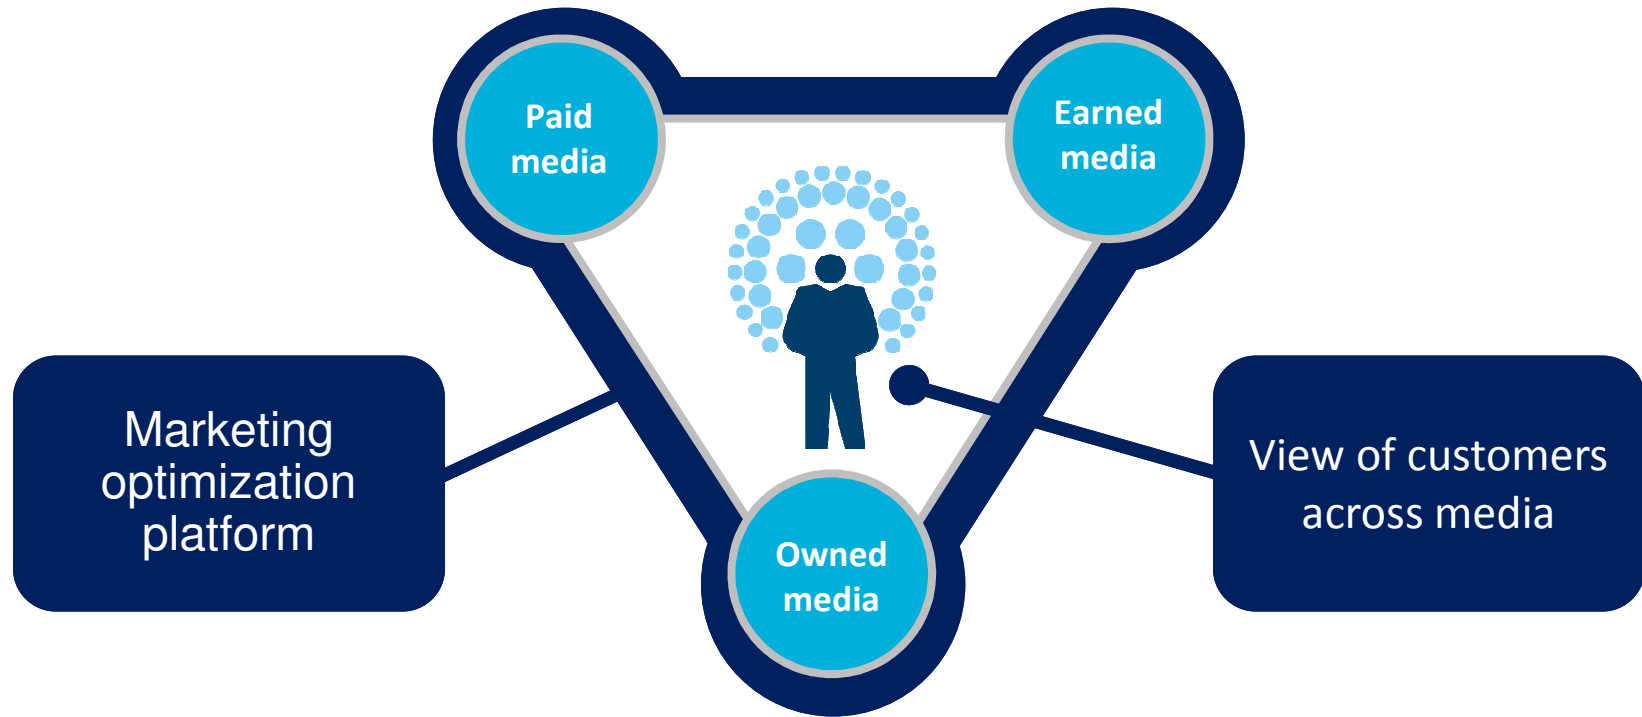 Paid
media
Earned
media
Marketing
optimization
platform
View of customers
across media
Owned
media